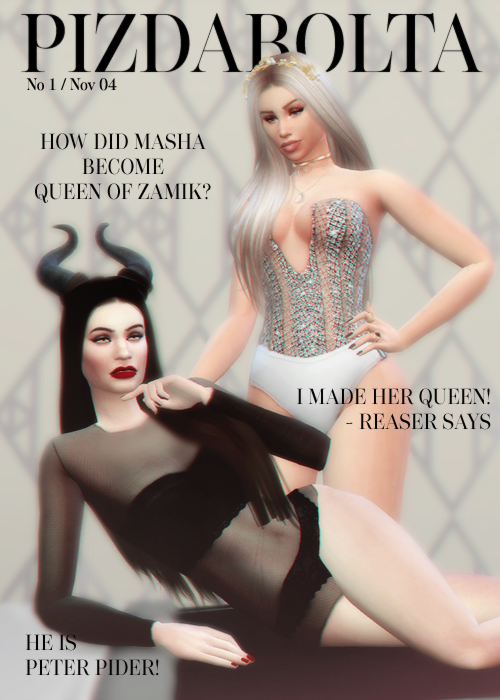 PIZDABOLTA
No 1 / Nov 04
HOW DID MASHA
BECOME
QUEEN OF ZAMIK?
I MADE HER QUEEN!
- REASER SAYS
HE IS
PETER PIDER!